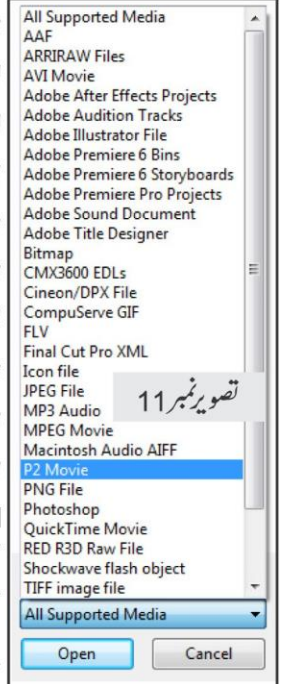 All Supported Media
AAF
ARRIRAW Files
AVI Movie
Adobe After Effects Projects
Adobe Audition Tracks
Adobe Illustrator File
Adobe Premiere 6 Bins
Adobe Premiere 6 Storyboards
Adobe Premiere Pro Projects
Adobe Sound Document
Adobe Title Designer
Bitmap
CMX3600 EDLs
Cineon/DPX File
CompuServe GIF
FLV
Final Cut Pro XML
Icon file
JPEG File
تصویر نمبر 11
MP3 Audio
MPEG Movie
Macintosh Audio AIFF
P2 Movie
PNG File
Photoshop
QuickTime Movie
RED R3D Raw File
Shockwave flash object
TIFF image file
All Supported Media
Open
Cancel